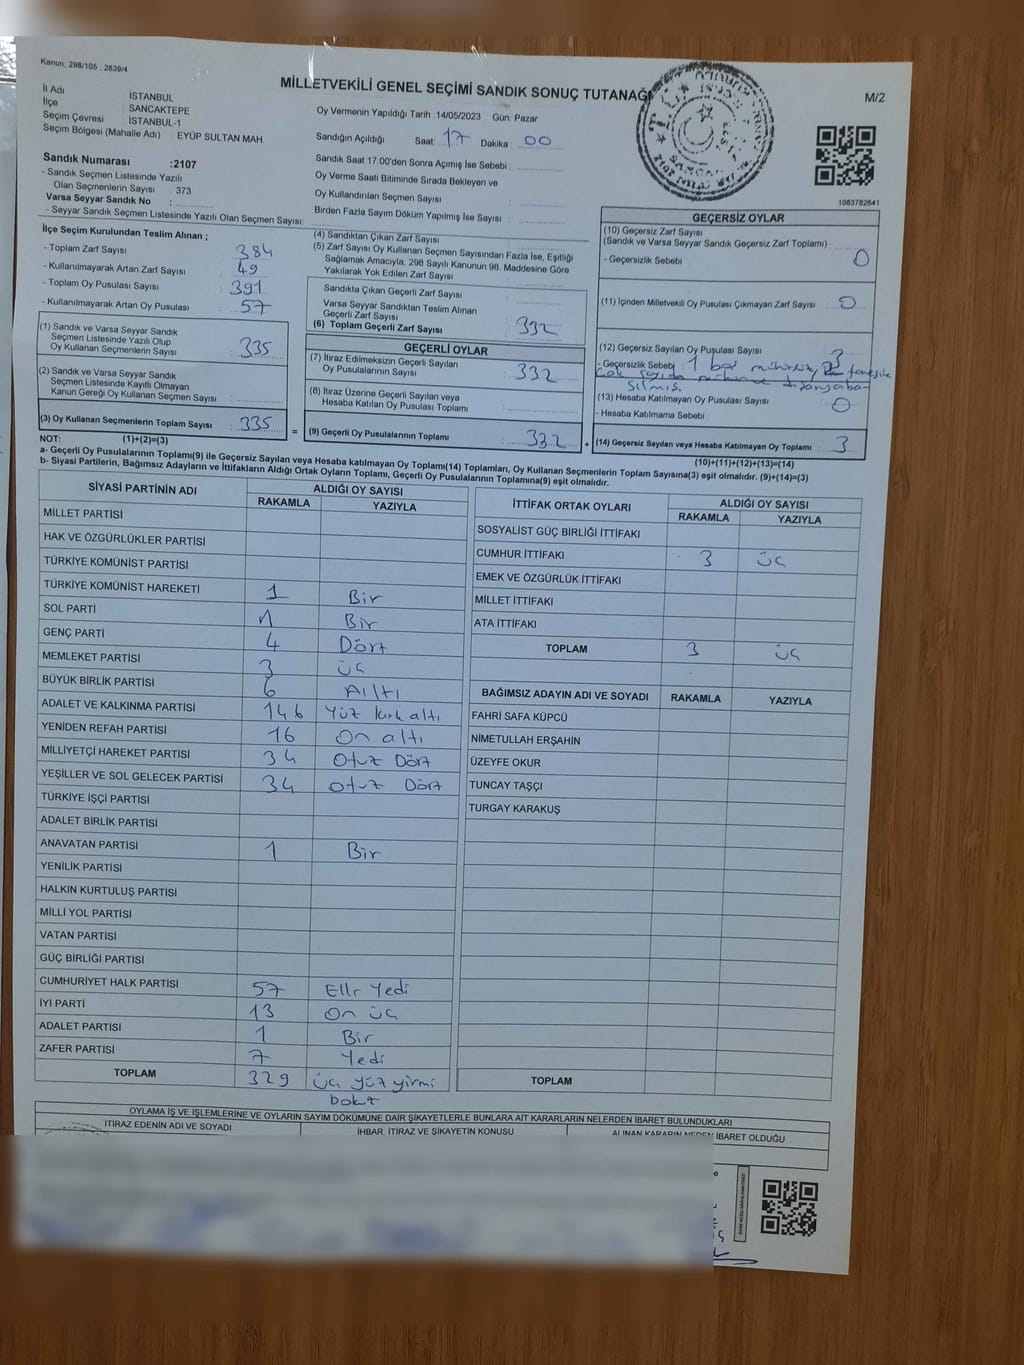 Kanun; 298/105 , 2839/4
MİLLETVEKİLİ GENEL SEÇİMİ SANDIK SONUÇ TUTANAĞI
M/2
İl Adı : İSTANBUL
İlçe : SANCAKTEPE
Seçim Çevresi : İSTANBUL-1
Seçim Bölgesi (Mahalle Adı) : EYÜP SULTAN MAH.
Sandık Numarası :2107
- Sandık Seçmen Listesinde Yazılı
Olan Seçmenlerin Sayısı : 373
Varsa Seyyar Sandık No :
- Seyyar Sandık Seçmen Listesinde Yazılı Olan Seçmen Sayısı:
Oy Vermenin Yapıldığı Tarih :14/05/2023 Gün: Pazar
Sandığın Açıldığı Saat: 17 Dakika : 00
Sandık Saat 17:00'den Sonra Açımış İse Sebebi :
Oy Verme Saati Bitiminde Sırada Bekleyen ve
Oy Kullandırılan Seçmen Sayısı :
Birden Fazla Sayım Döküm Yapılmış İse Sayısı :
1083782641
İlçe Seçim Kurulundan Teslim Alınan ;
- Toplam Zarf Sayısı : 384
- Kullanılmayarak Artan Zarf Sayısı : 49
- Toplam Oy Pusulası Sayısı : 391
- Kullanılmayarak Artan Oy Pusulası : 57
(1) Sandık ve Varsa Seyyar Sandık
Seçmen Listesinde Yazılı Olup
Oy Kullanan Seçmenlerin Sayısı : 335
(2) Sandık ve Varsa Seyyar Sandık
Seçmen Listesinde Kayıtlı Olmayan
Kanun Gereği Oy Kullanan Seçmen Sayısı :
(3) Oy Kullanan Seçmenlerin Toplam Sayısı : 335
(4) Sandıktan Çıkan Zarf Sayısı :
(5) Zarf Sayısı Oy Kullanan Seçmen Sayısından Fazla İse, Eşitliği
Sağlamak Amacıyla, 298 Sayılı Kanunun 98. Maddesine Göre
Yakılarak Yok Edilen Zarf Sayısı :
Sandıkta Çıkan Geçerli Zarf Sayısı :
Varsa Seyyar Sandıktan Teslim Alınan
Geçerli Zarf Sayısı :
(6) Toplam Geçerli Zarf Sayısı : 332
GEÇERLİ OYLAR
(7) İtiraz Edilmeksizin Geçerli Sayılan
Oy Pusulalarının Sayısı : 332
(8) İtiraz Üzerine Geçerli Sayılan veya
Hesaba Katılan Oy Pusulası Toplamı :
= (9) Geçerli Oy Pusulalarının Toplamı : 332 +
GEÇERSİZ OYLAR
(10) Geçersiz Zarf Sayısı
(Sandık ve Varsa Seyyar Sandık Geçersiz Zarf Toplamı) : 0
- Geçersizlik Sebebi :
(11) İçinden Milletvekili Oy Pusulası Çıkmayan Zarf Sayısı : 0
(12) Geçersiz Sayılan Oy Pusulası Sayısı : 3
- Geçersizlik Sebebi : 1 boş
(13) Hesaba Katılmayan Oy Pusulası Sayısı : 0
- Hesaba Katılmama Sebebi :
(14) Geçersiz Sayılan veya Hesaba Katılmayan Oy Toplamı : 3
NOT: (1)+(2)=(3)
(10)+(11)+(12)+(13)=(14)
a- Geçerli Oy Pusulalarının Toplamı(9) ile Geçersiz Sayılan veya Hesaba katılmayan Oy Toplamı(14) Toplamları, Oy Kullanan Seçmenlerin Toplam Sayısına(3) eşit olmalıdır. (9)+(14)=(3)
b- Siyasi Partilerin, Bağımsız Adayların ve İttifakların Aldığı Ortak Oyların Toplamı, Geçerli Oy Pusulalarının Toplamına(9) eşit olmalıdır.
SİYASİ PARTİNİN ADI ALDIĞI OY SAYISI
RAKAMLA YAZIYLA
MİLLET PARTİSİ
HAK VE ÖZGÜRLÜKLER PARTİSİ
TÜRKİYE KOMÜNİST PARTİSİ
TÜRKİYE KOMÜNİST HAREKETİ 1 Bir
SOL PARTİ 1 Bir
GENÇ PARTİ 4 Dört
MEMLEKET PARTİSİ 3 üç
BÜYÜK BİRLİK PARTİSİ 6 Altı
ADALET VE KALKINMA PARTİSİ 146 Yüz kırk altı
YENİDEN REFAH PARTİSİ 16 On altı
MİLLİYETÇİ HAREKET PARTİSİ 34 Otuz Dört
YEŞİLLER VE SOL GELECEK PARTİSİ 34 Otuz Dört
TÜRKİYE İŞÇİ PARTİSİ
ADALET BİRLİK PARTİSİ
ANAVATAN PARTİSİ 1 Bir
YENİLİK PARTİSİ
HALKIN KURTULUŞ PARTİSİ
MİLLİ YOL PARTİSİ
VATAN PARTİSİ
GÜÇ BİRLİĞİ PARTİSİ
CUMHURİYET HALK PARTİSİ 57 Elli Yedi
İYİ PARTİ 13 On üç
ADALET PARTİSİ 1 Bir
ZAFER PARTİSİ 7 Yedi
TOPLAM 329 üç yüz yirmi
dokuz
İTTİFAK ORTAK OYLARI ALDIĞI OY SAYISI
RAKAMLA YAZIYLA
SOSYALİST GÜÇ BİRLİĞİ İTTİFAKI
CUMHUR İTTİFAKI 3 üç
EMEK VE ÖZGÜRLÜK İTTİFAKI
MİLLET İTTİFAKI
ATA İTTİFAKI
TOPLAM 3 üç
BAĞIMSIZ ADAYIN ADI VE SOYADI RAKAMLA YAZIYLA
FAHRİ SAFA KÜPCÜ
NİMETULLAH ERŞAHİN
ÜZEYFE OKUR
TUNCAY TAŞÇI
TURGAY KARAKUŞ
TOPLAM
OYLAMA İŞ VE İŞLEMLERİNE VE OYLARIN SAYIM DÖKÜMÜNE DAİR ŞİKAYETLERLE BUNLARA AİT KARARLARIN NELERDEN İBARET BULUNDUKLARI
İTİRAZ EDENİN ADI VE SOYADI İHBAR, İTİRAZ VE ŞİKAYETİN KONUSU ALINAN KARARIN NEDEN İBARET OLDUĞU